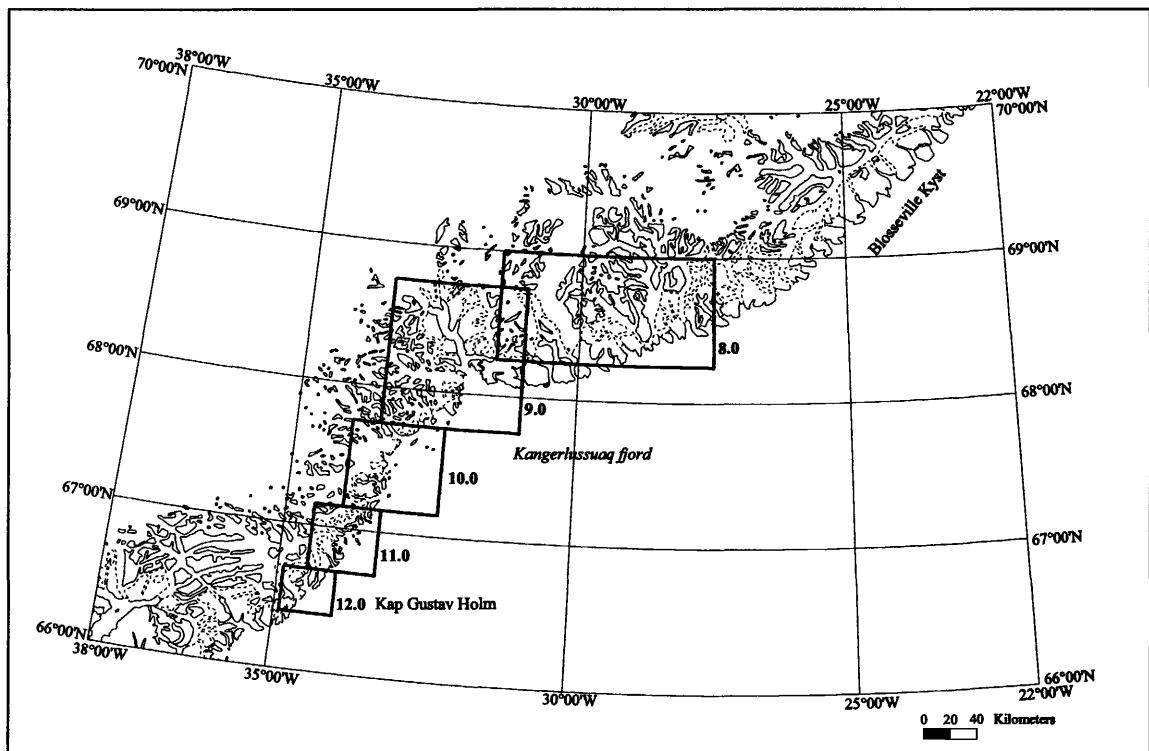 38°00'W
70°00'N
35°00'W
30°00'W
25°00'W
22°00'W
70°00'N
69°00'N
Blosseville Kyst
69°00'N
68°00'N
8.0
68°00'N
9.0
Kangerlussuaq fjord
10.0
67°00'N
67°00'N
11.0
12.0 Kap Gustav Holm
66°00'N
38°00'W
35°00'W
30°00'W
25°00'W
66°00'N
22°00'W
0 20 40 Kilometers